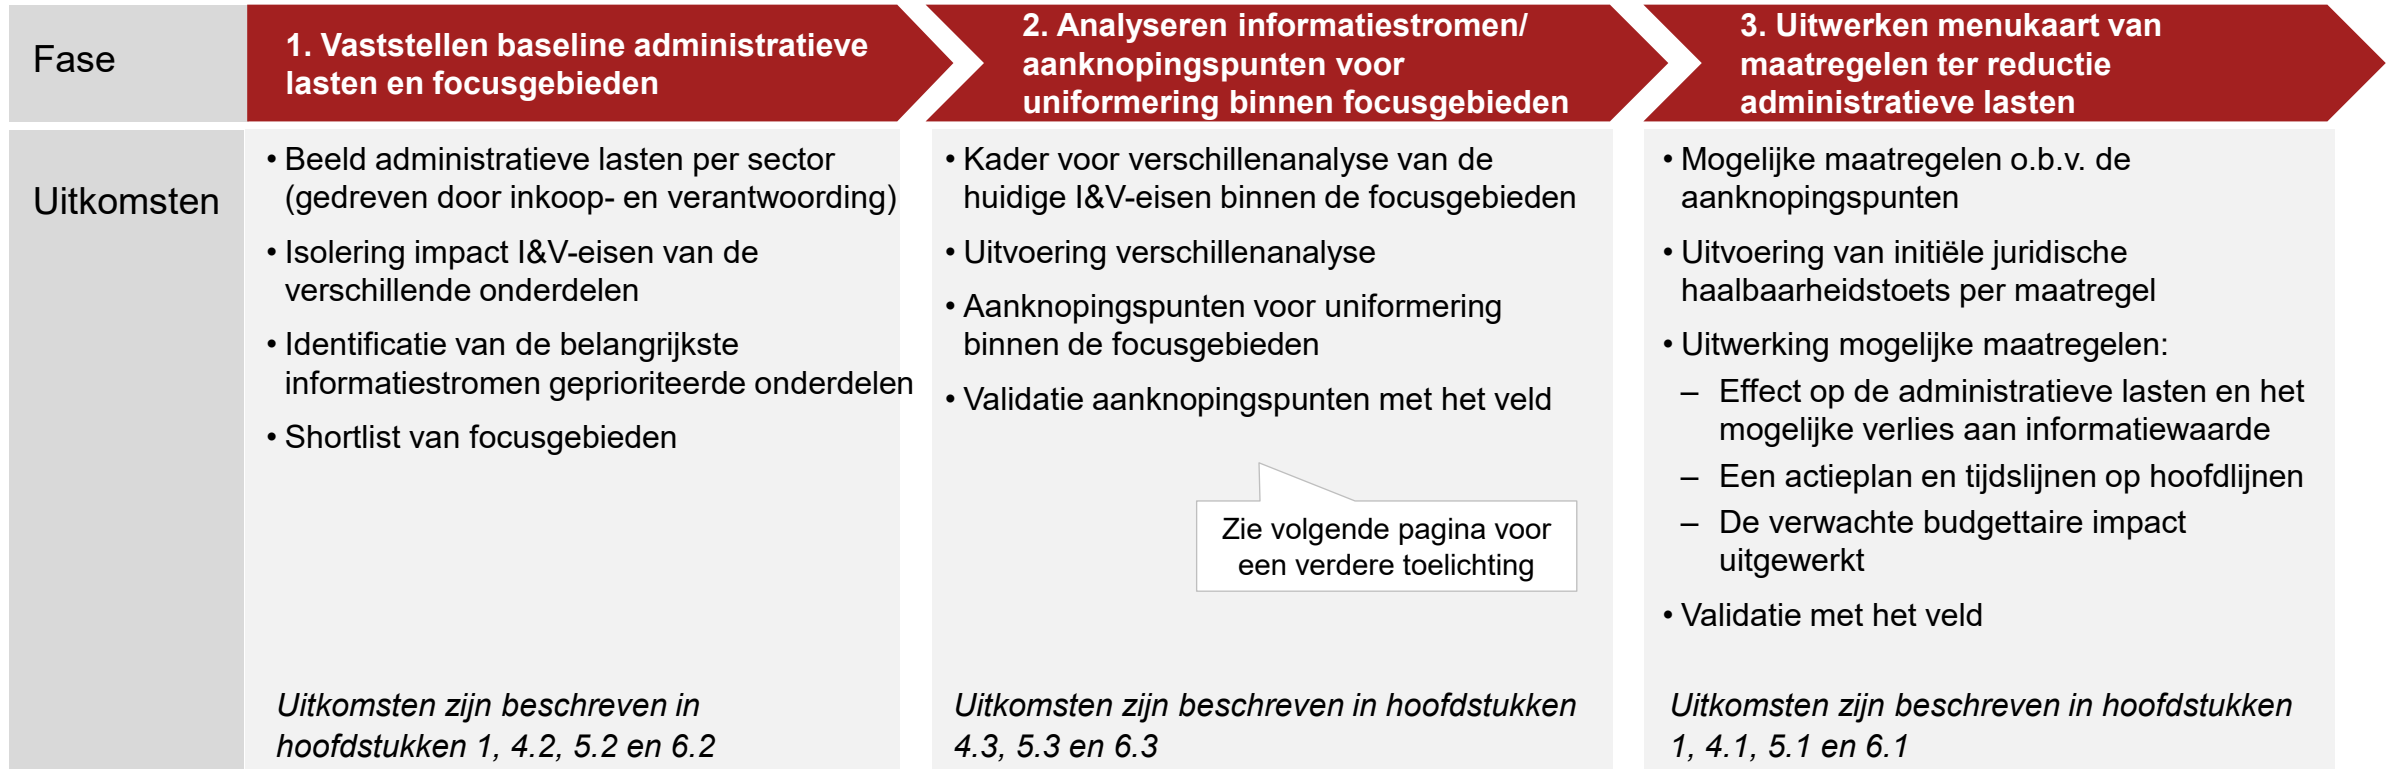 Fase
1. Vaststellen baseline administratieve
lasten en focusgebieden
2. Analyseren informatiestromen/
aanknopingspunten voor
uniformering binnen focusgebieden
3. Uitwerken menukaart van
maatregelen ter reductie
administratieve lasten
Uitkomsten
• Beeld administratieve lasten per sector
(gedreven door inkoop- en verantwoording)
• Isolering impact I&V-eisen van de
verschillende onderdelen
• Identificatie van de belangrijkste
informatiestromen geprioriteerde onderdelen
• Shortlist van focusgebieden
Uitkomsten zijn beschreven in
hoofdstukken 1, 4.2, 5.2 en 6.2
• Kader voor verschillenanalyse van de
huidige I&V-eisen binnen de focusgebieden
• Uitvoering verschillenanalyse
• Aanknopingspunten voor uniformering
binnen de focusgebieden
• Validatie aanknopingspunten met het veld
Zie volgende pagina voor
een verdere toelichting
Uitkomsten zijn beschreven in hoofdstukken
4.3, 5.3 en 6.3
• Mogelijke maatregelen o.b.v. de
aanknopingspunten
• Uitvoering van initiële juridische
haalbaarheidstoets per maatregel
• Uitwerking mogelijke maatregelen:
– Effect op de administratieve lasten en het
mogelijke verlies aan informatiewaarde
– Een actieplan en tijdslijnen op hoofdlijnen
– De verwachte budgettaire impact
uitgewerkt
• Validatie met het veld
Uitkomsten zijn beschreven in hoofdstukken
1, 4.1, 5.1 en 6.1